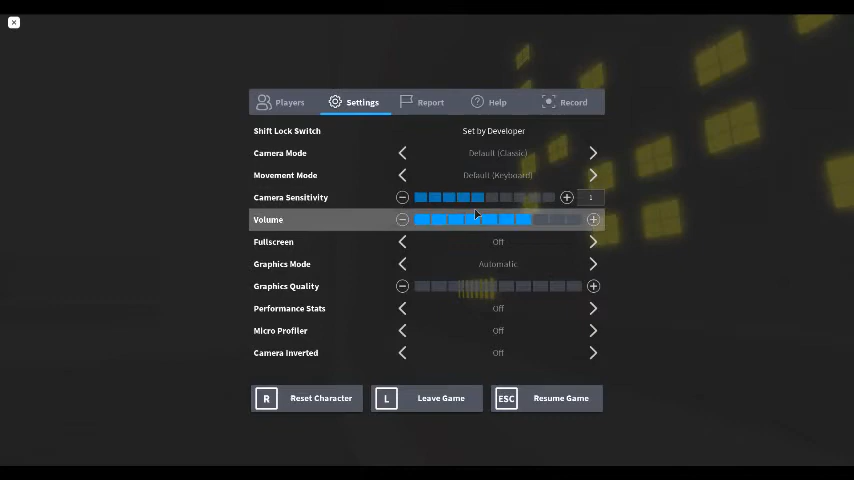 Players Settings Report Help Record
Shift Lock Switch Set by Developer
Camera Mode Default (Classic)
Movement Mode Default (Keyboard)
Camera Sensitivity 1
Volume
Fullscreen Off
Graphics Mode Automatic
Graphics Quality
Performance Stats Off
Micro Profiler Off
Camera Inverted Off
R Reset Character L Leave Game ESC Resume Game